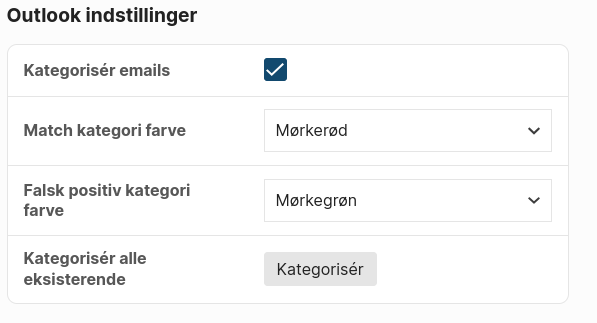 Outlook indstillinger
Kategorisér emails
Match kategori farve
Mørkerød
Falsk positiv kategori
farve
Mørkegrøn
Kategorisér alle
eksisterende
Kategorisér